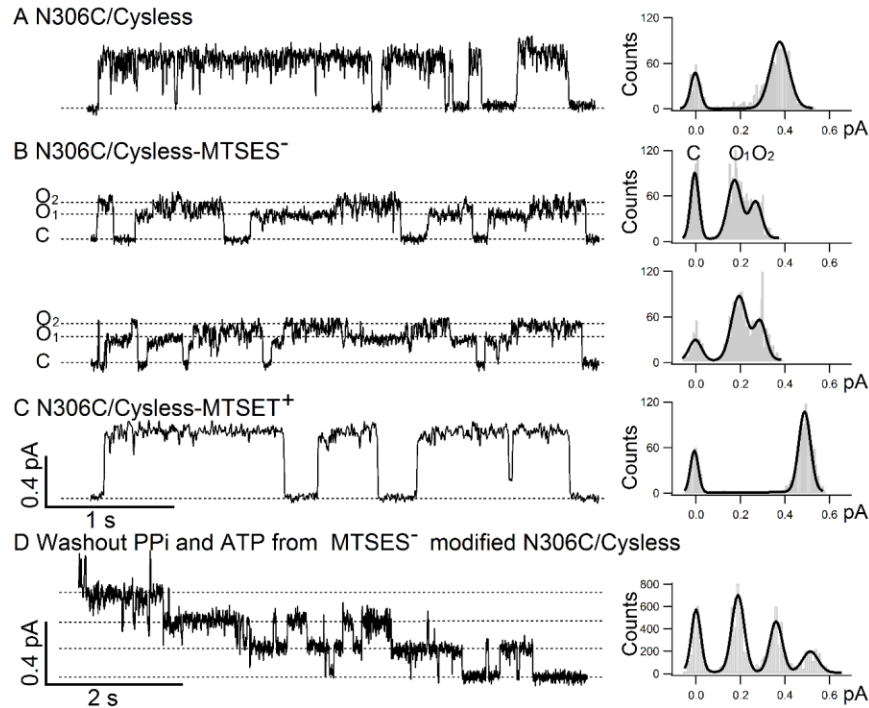 A N306C/Cysless
Counts
120
60
0
0.0 0.2 0.4 0.6 pA
B N306C/Cysless-MTSES⁻
O₂
O₁
C
Counts
120
60
0
C O₁ O₂
0.0 0.2 0.4 0.6
O₂
O₁
C
120
60
0
0.0 0.2 0.4 0.6
C N306C/Cysless-MTSET⁺
0.4 pA
1 s
Counts
120
60
0
0.0 0.2 0.4 0.6 pA
D Washout PPi and ATP from MTSES⁻ modified N306C/Cysless
0.4 pA
2 s
Counts
800
600
400
200
0
0.0 0.2 0.4 0.6 pA